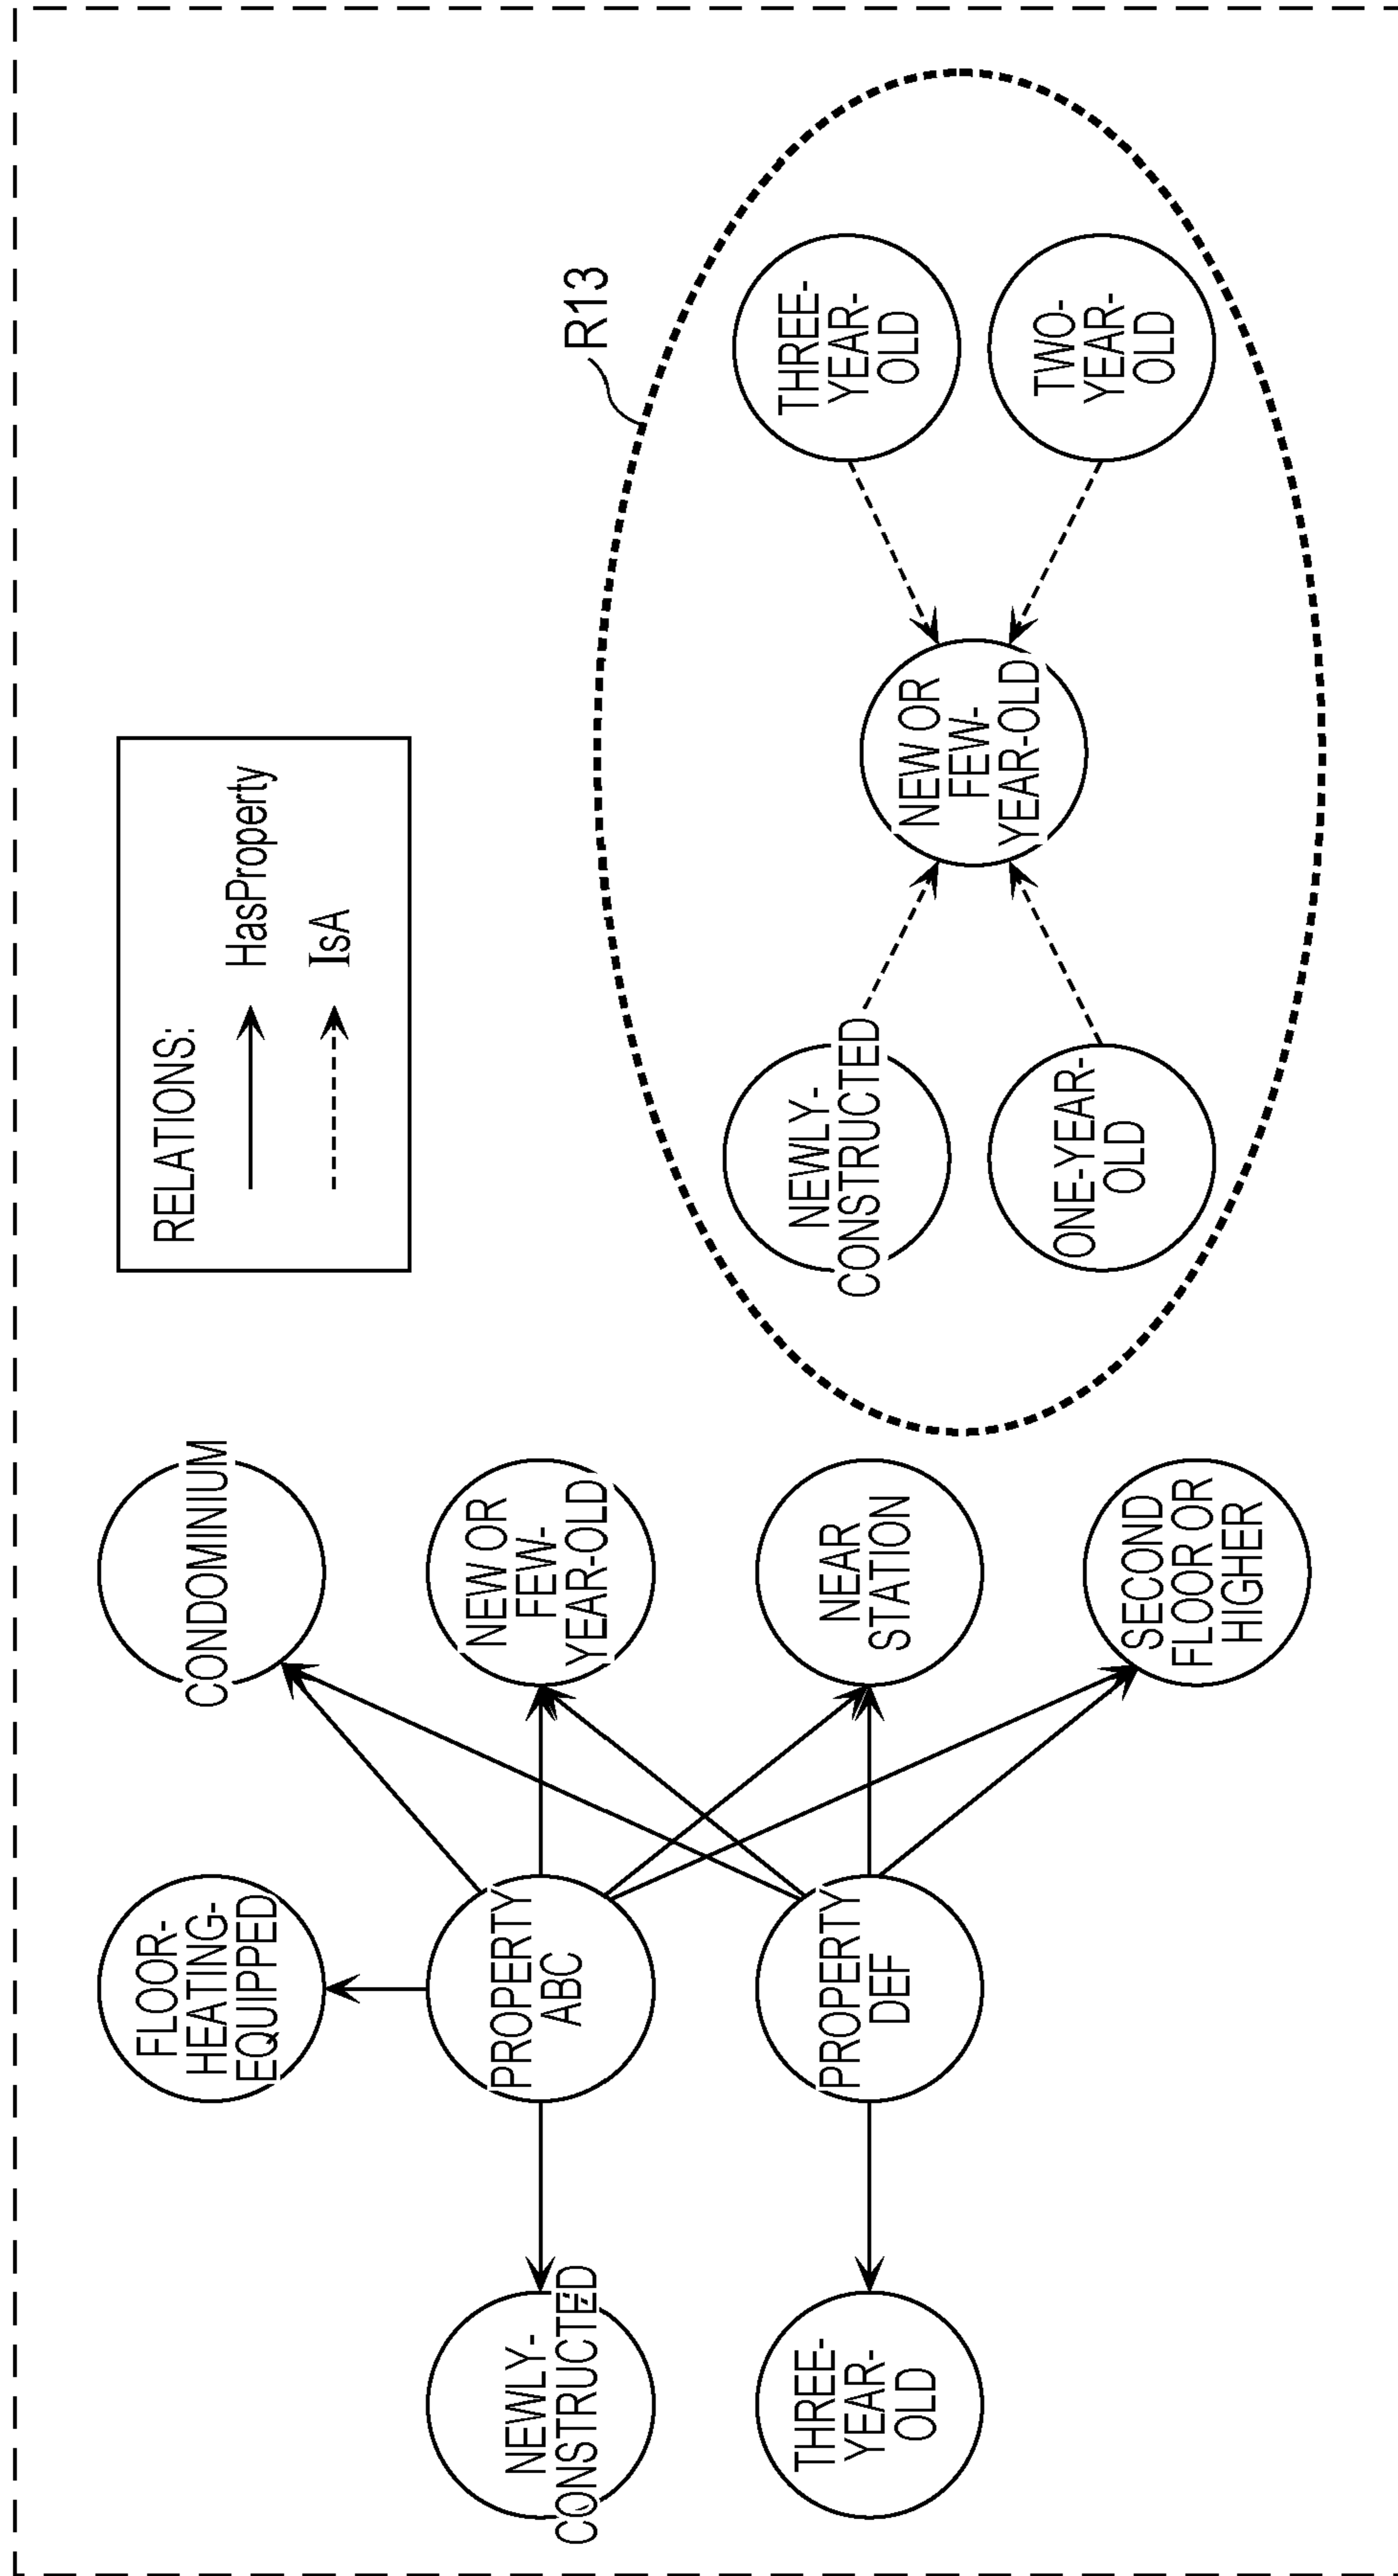 FLOOR-
HEATING-
EQUIPPED
CONDOMINIUM
NEWLY-
CONSTRUCTED
PROPERTY
ABC
NEW OR
FEW-
YEAR-OLD
THREE-
YEAR-
OLD
PROPERTY
DEF
NEAR
STATION
SECOND
FLOOR OR
HIGHER
RELATIONS:
HasProperty
IsA
R13
NEWLY-
CONSTRUCTED
THREE-
YEAR-
OLD
NEW OR
FEW-
YEAR-OLD
ONE-YEAR-
OLD
TWO-
YEAR-
OLD